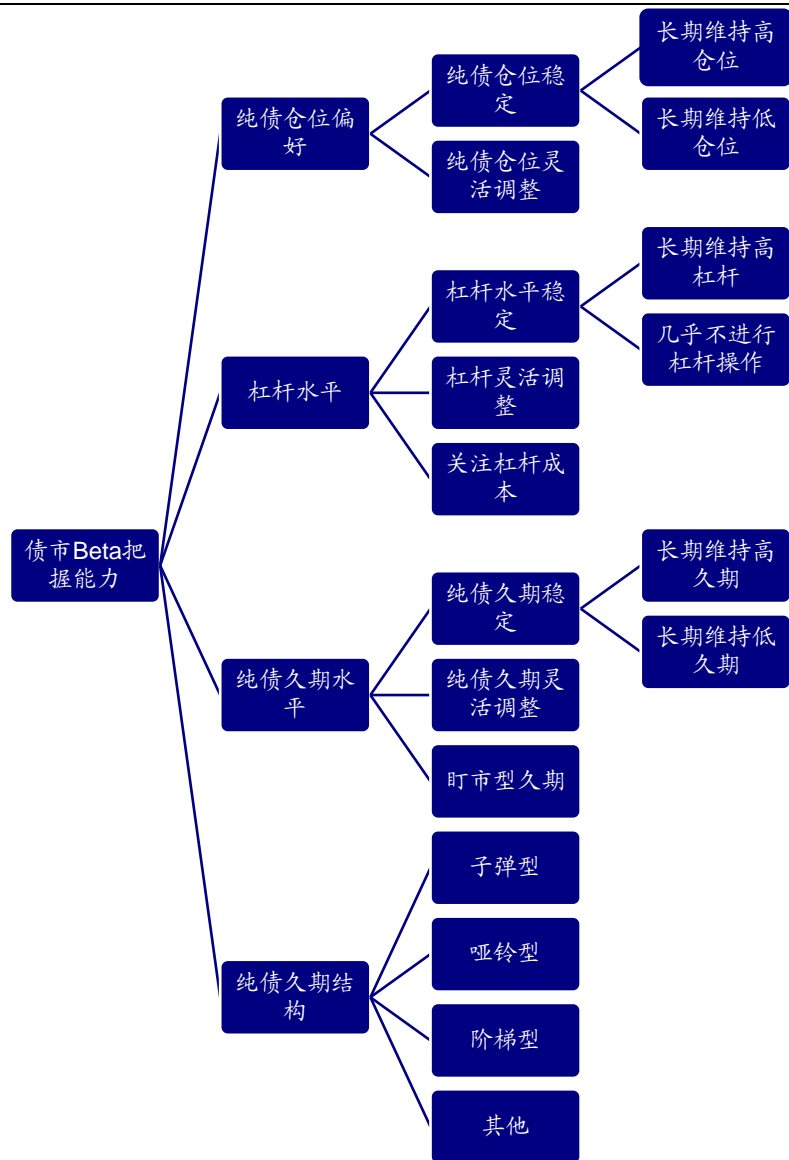 债市Beta把
握能力
纯债仓位偏
好
纯债仓位稳
定
长期维持高
仓位
长期维持低
仓位
纯债仓位灵
活调整
杠杆水平
杠杆水平稳
定
长期维持高
杠杆
几乎不进行
杠杆操作
杠杆灵活调
整
关注杠杆成
本
纯债久期水
平
纯债久期稳
定
长期维持高
久期
长期维持低
久期
纯债久期灵
活调整
盯市型久期
纯债久期结
构
子弹型
哑铃型
阶梯型
其他